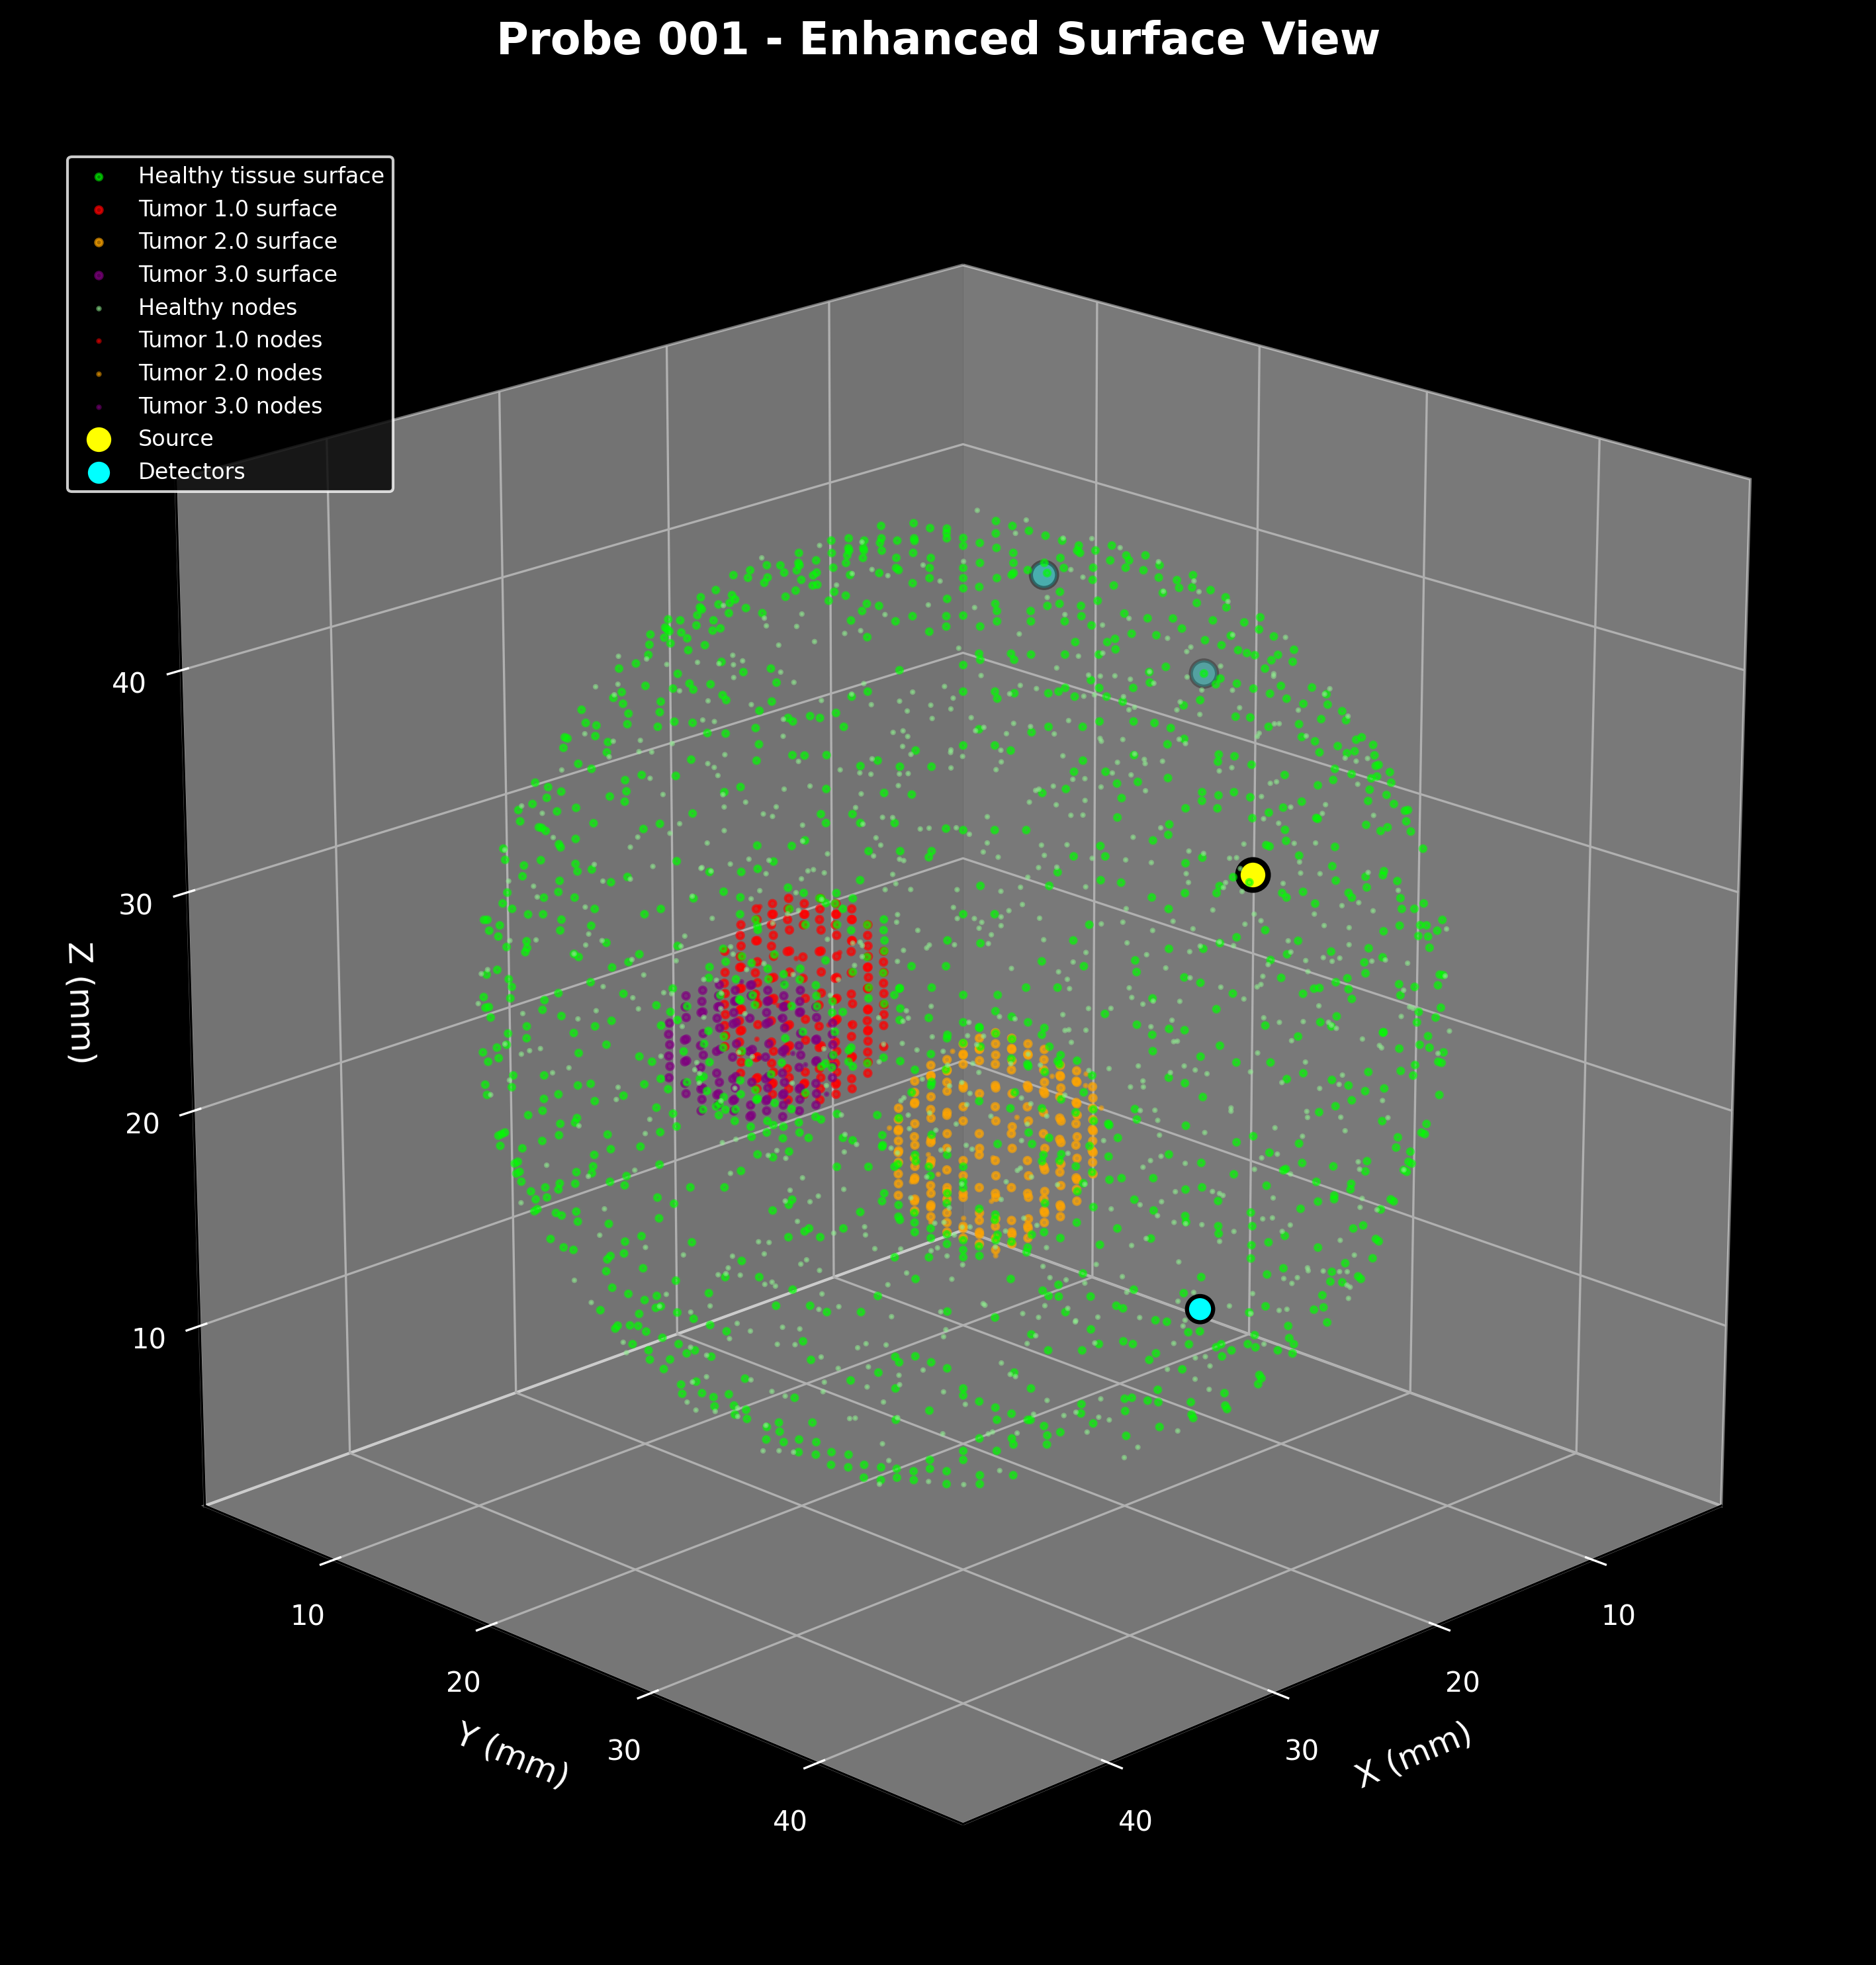 Probe 001 - Enhanced Surface View
Healthy tissue surface
Tumor 1.0 surface
Tumor 2.0 surface
Tumor 3.0 surface
Healthy nodes
Tumor 1.0 nodes
Tumor 2.0 nodes
Tumor 3.0 nodes
Source
Detectors
40
30
20
10
Z (mm)
10
20
30
40
Y (mm)
10
20
30
40
X (mm)